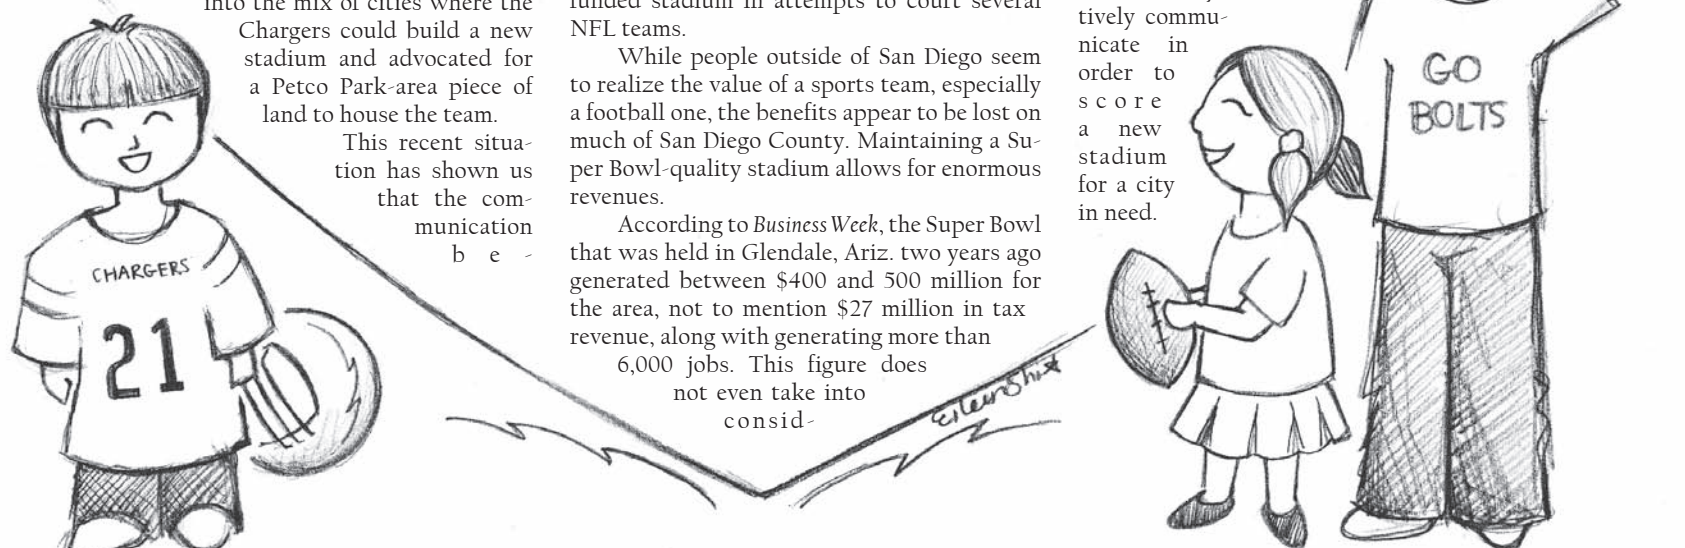 into the mix of cities where the
Chargers could build a new
stadium and advocated for
a Petco Park-area piece of
land to house the team.
This recent situa-
tion has shown us
that the com-
munication
b e -
funded stadium in attempts to court several
NFL teams.
While people outside of San Diego seem
to realize the value of a sports team, especially
a football one, the benefits appear to be lost on
much of San Diego County. Maintaining a Su-
per Bowl-quality stadium allows for enormous
revenues.
According to Business Week, the Super Bowl
that was held in Glendale, Ariz. two years ago
generated between $400 and 500 million for
the area, not to mention $27 million in tax
revenue, along with generating more than
6,000 jobs. This figure does
not even take into
consid-
tively commu-
nicate in
order to
score
a new
stadium
for a city
in need.
CHARGERS
21
GO
BOLTS